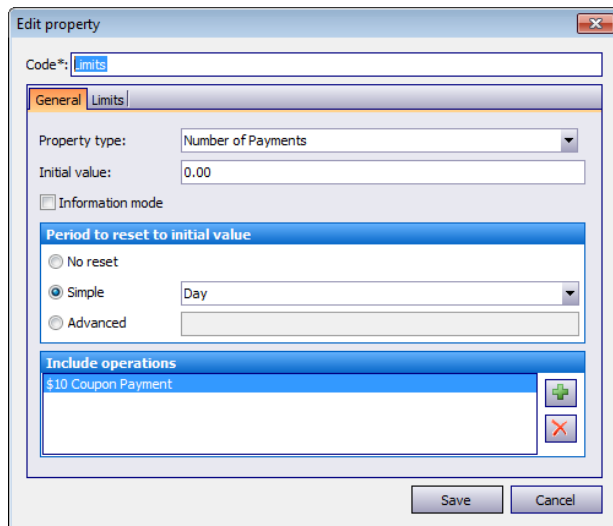 Edit property
Code*: Limits
General Limits
Property type: Number of Payments
Initial value: 0.00
Information mode
Period to reset to initial value
No reset
Simple Day
Advanced
Include operations
$10 Coupon Payment
Save Cancel